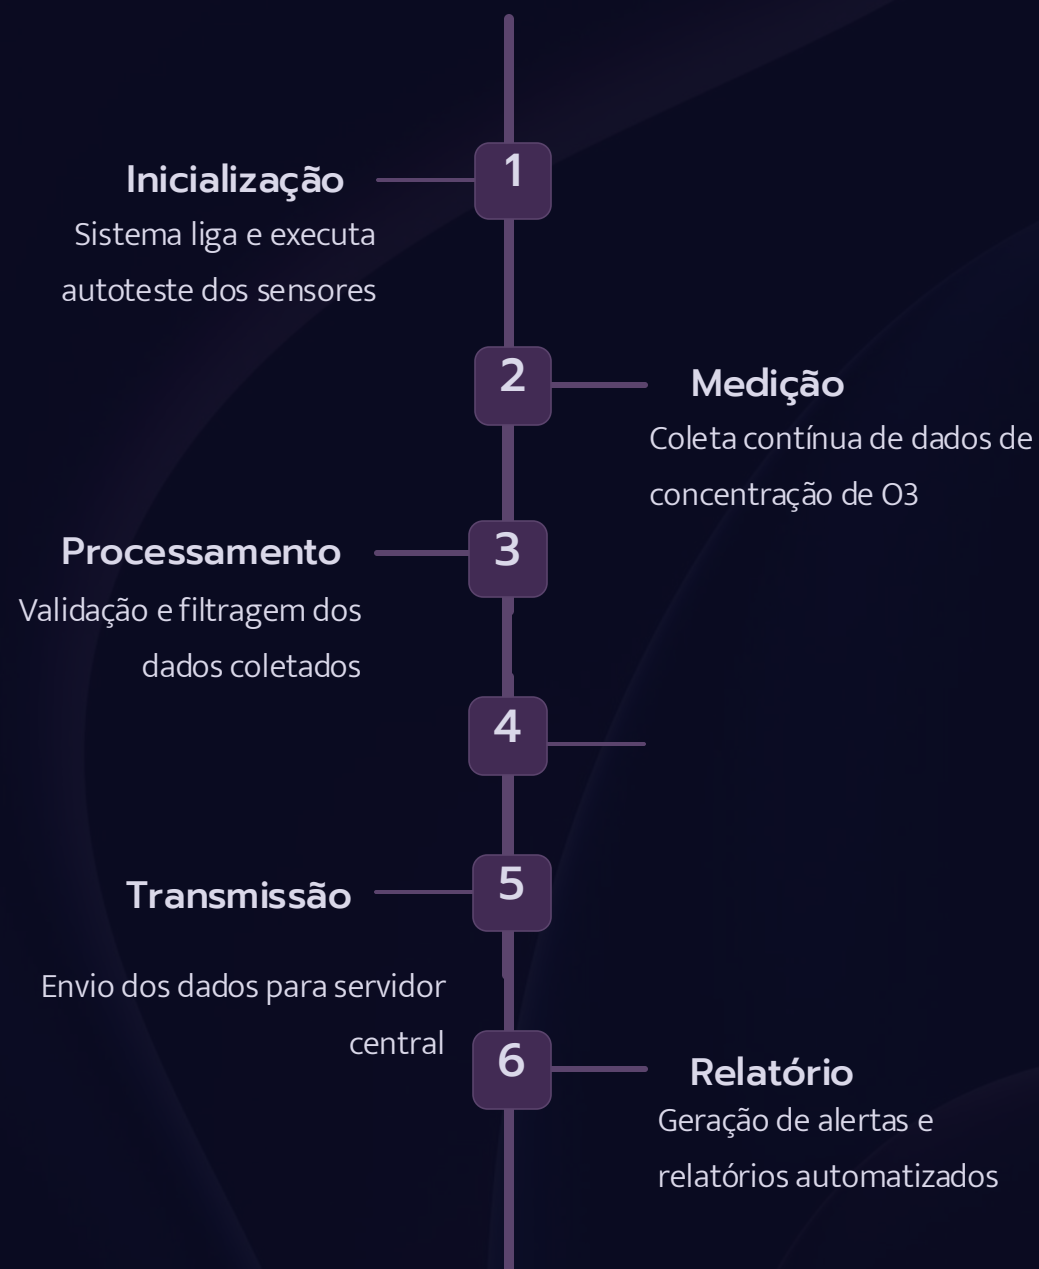 1
Inicialização
Sistema liga e executa
autoteste dos sensores
2
Medição
Coleta contínua de dados de
concentração de O3
3
Processamento
Validação e filtragem dos
dados coletados
4
5
Transmissão
Envio dos dados para servidor
central
6
Relatório
Geração de alertas e
relatórios automatizados